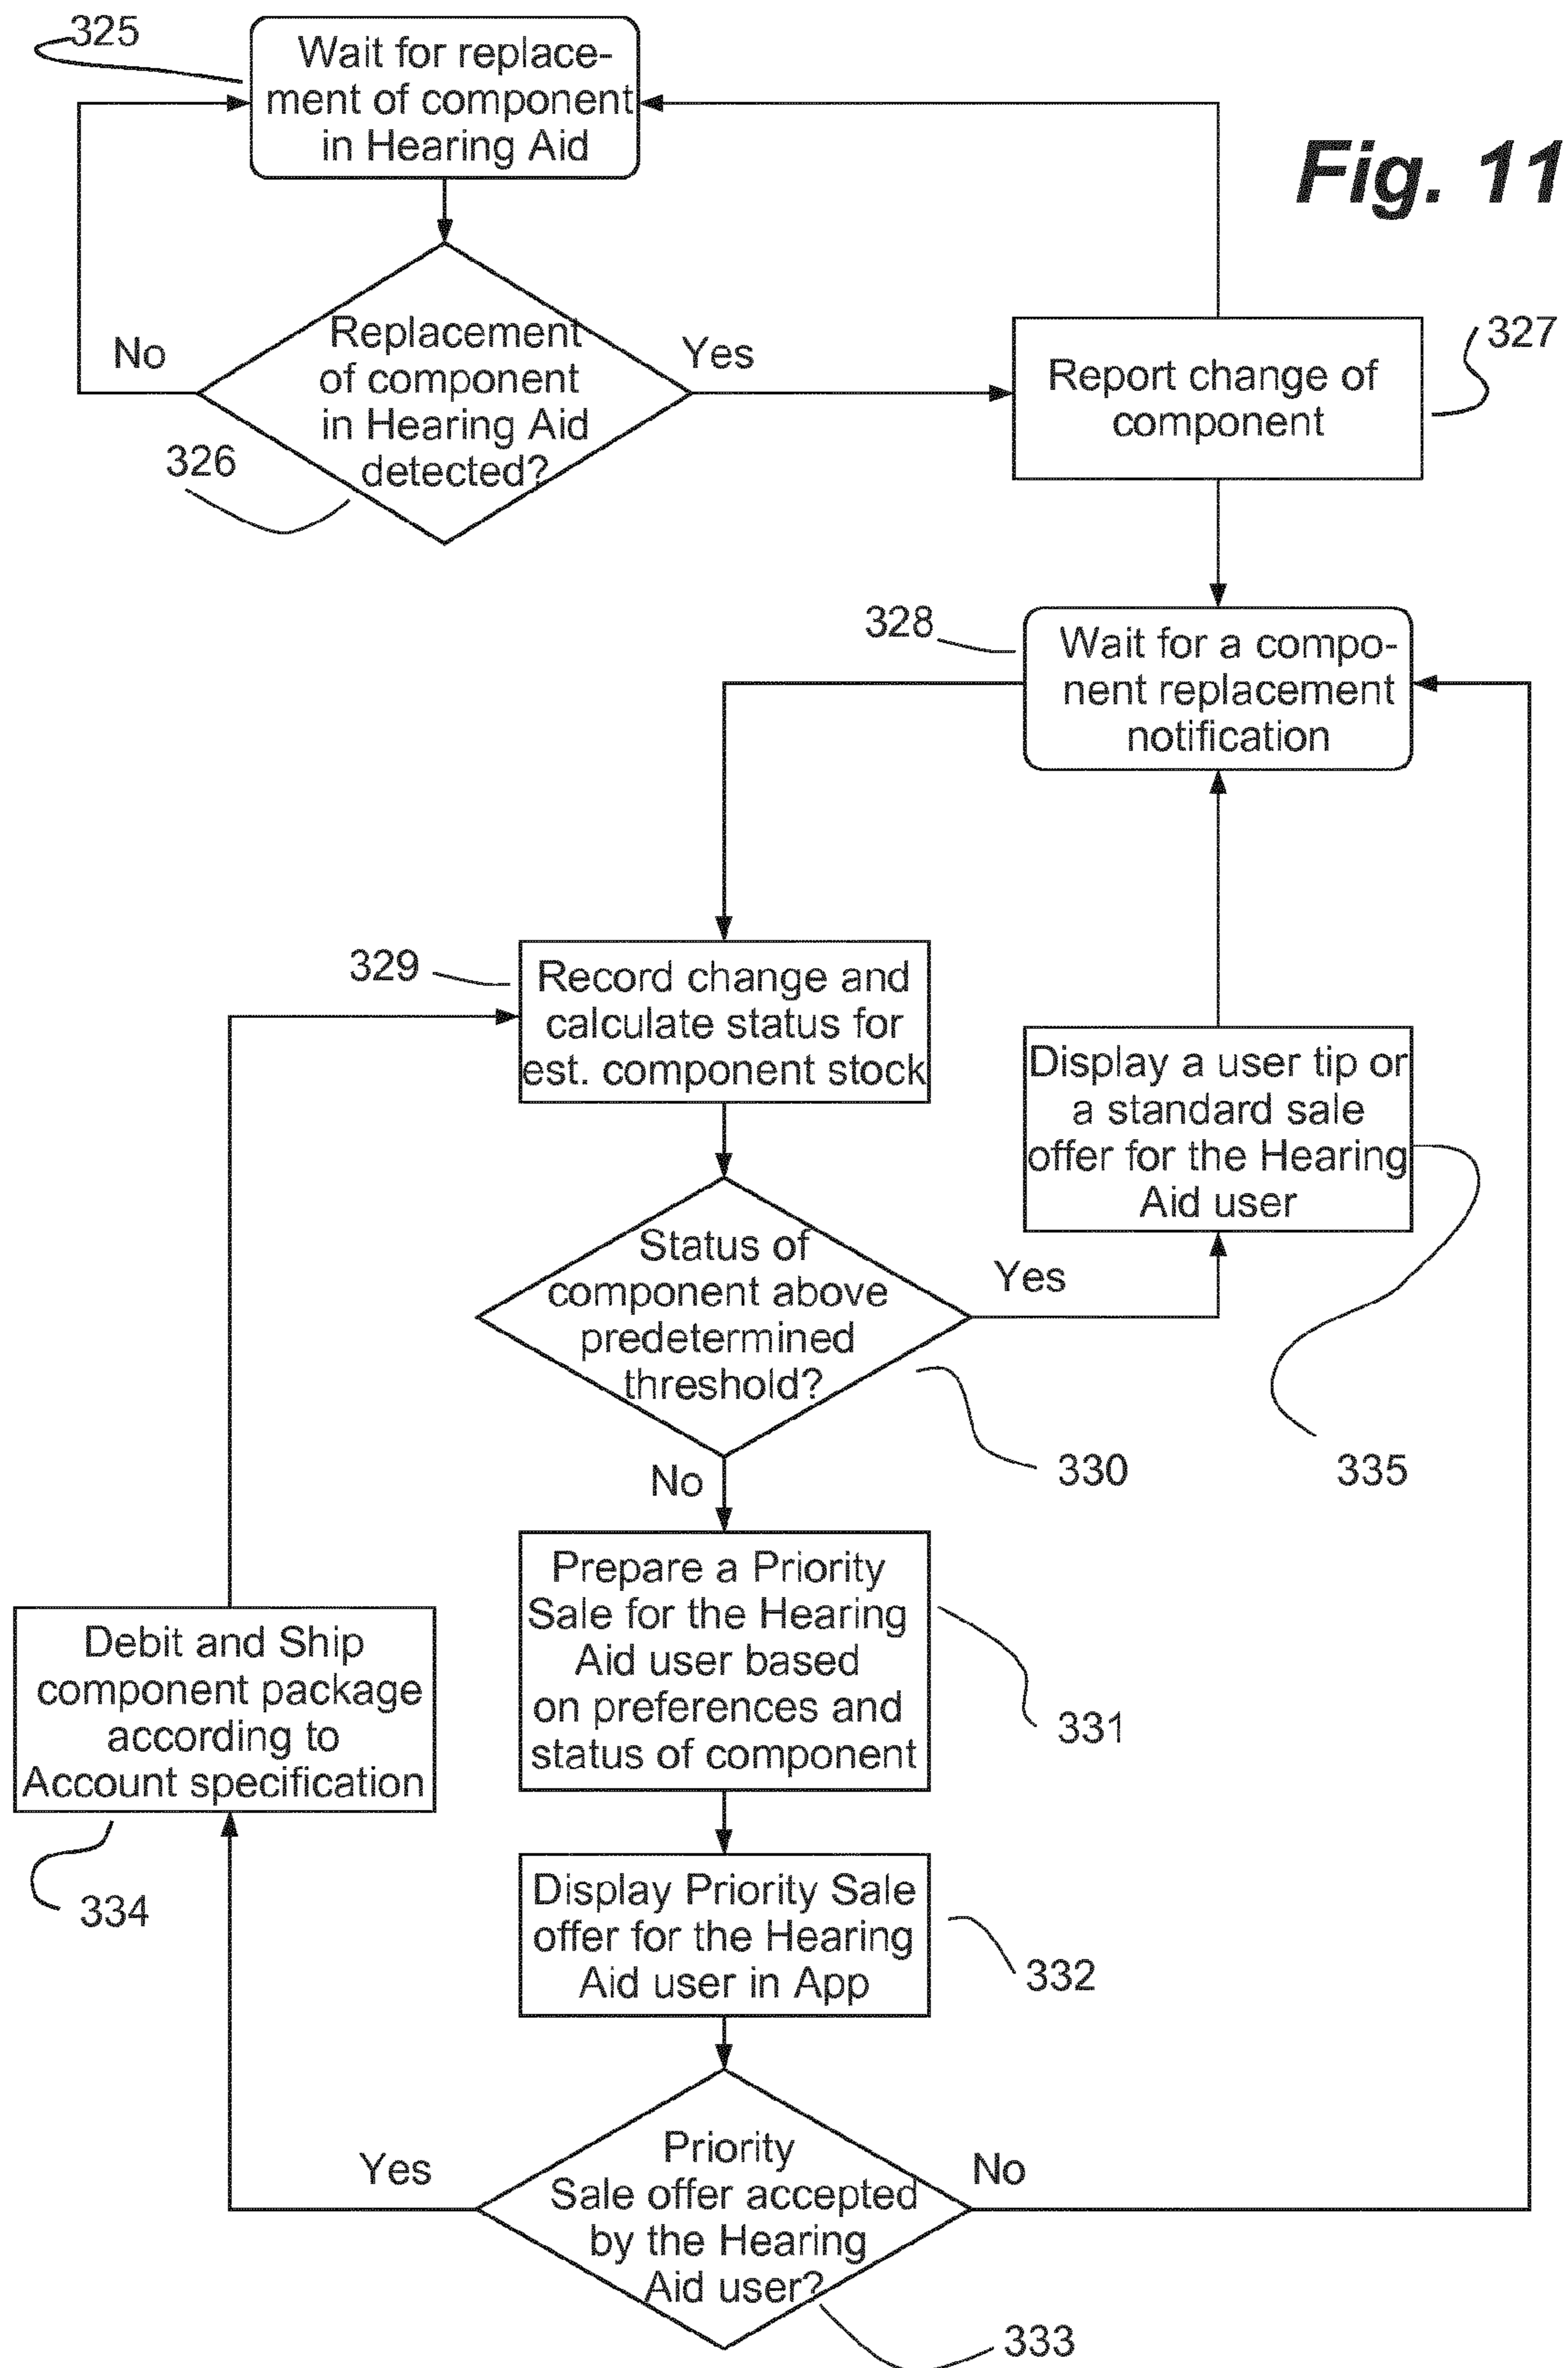 325
Wait for replace-
ment of component
in Hearing Aid
Fig. 11
No
Replacement
of component
in Hearing Aid
detected?
Yes
326
Report change of
component
327
328
Wait for a compo-
nent replacement
notification
329
Record change and
calculate status for
est. component stock
Display a user tip or
a standard sale
offer for the Hearing
Aid user
Status of
component above
predetermined
threshold?
Yes
330
335
No
Prepare a Priority
Sale for the Hearing
Aid user based
on preferences and
status of component
331
Debit and Ship
component package
according to
Account specification
334
Display Priority Sale
offer for the Hearing
Aid user in App
332
Yes
Priority
Sale offer accepted
by the Hearing
Aid user?
No
333